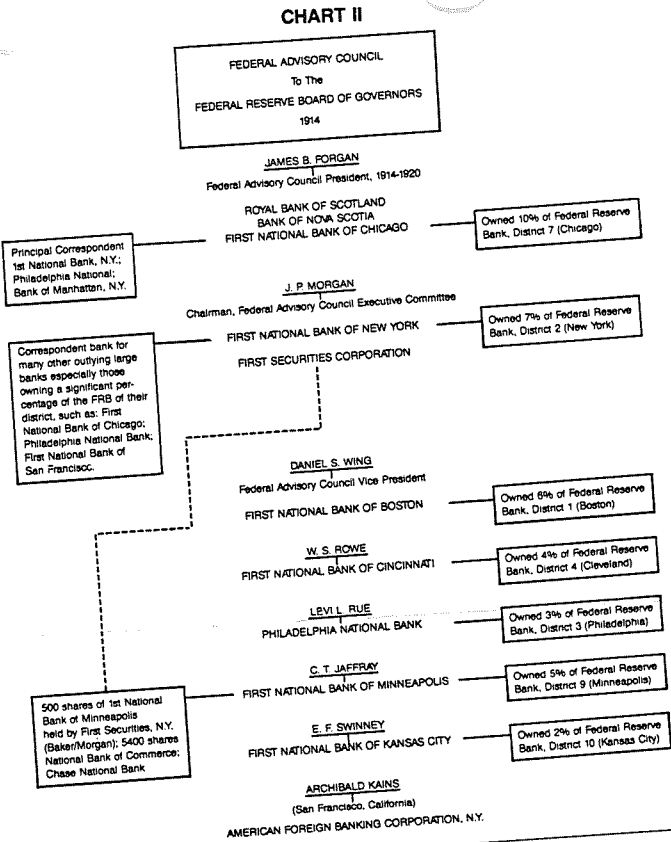 CHART II
FEDERAL ADVISORY COUNCIL
To The
FEDERAL RESERVE BOARD OF GOVERNORS
1914
JAMES B. FORGAN
Federal Advisory Council President, 1914-1920
ROYAL BANK OF SCOTLAND
BANK OF NOVA SCOTIA
FIRST NATIONAL BANK OF CHICAGO
Principal Correspondent
1st National Bank, N.Y.;
Philadelphia National;
Bank of Manhattan, N.Y.
Owned 10% of Federal Reserve
Bank, District 7 (Chicago)
J. P. MORGAN
Chairman, Federal Advisory Council Executive Committee
FIRST NATIONAL BANK OF NEW YORK
FIRST SECURITIES CORPORATION
Correspondent bank for
many other outlying large
banks especially those
owning a significant per-
centage of the FRB of their
district, such as: First
National Bank of Chicago;
Philadelphia National Bank;
First National Bank of
San Francisco.
Owned 7% of Federal Reserve
Bank, District 2 (New York)
DANIEL S. WING
Federal Advisory Council Vice President
FIRST NATIONAL BANK OF BOSTON
Owned 6% of Federal Reserve
Bank, District 1 (Boston)
W. S. ROWE
FIRST NATIONAL BANK OF CINCINNATI
Owned 4% of Federal Reserve
Bank, District 4 (Cleveland)
LEVI L. RUE
PHILADELPHIA NATIONAL BANK
Owned 3% of Federal Reserve
Bank, District 3 (Philadelphia)
C. T. JAFFRAY
FIRST NATIONAL BANK OF MINNEAPOLIS
500 shares of 1st National
Bank of Minneapolis
held by First Securities, N.Y.
(Baker/Morgan); 5400 shares
National Bank of Commerce;
Chase National Bank
Owned 5% of Federal Reserve
Bank, District 9 (Minneapolis)
E. F. SWINNEY
FIRST NATIONAL BANK OF KANSAS CITY
Owned 2% of Federal Reserve
Bank, District 10 (Kansas City)
ARCHIBALD KAINS
(San Francisco, California)
AMERICAN FOREIGN BANKING CORPORATION, N.Y.